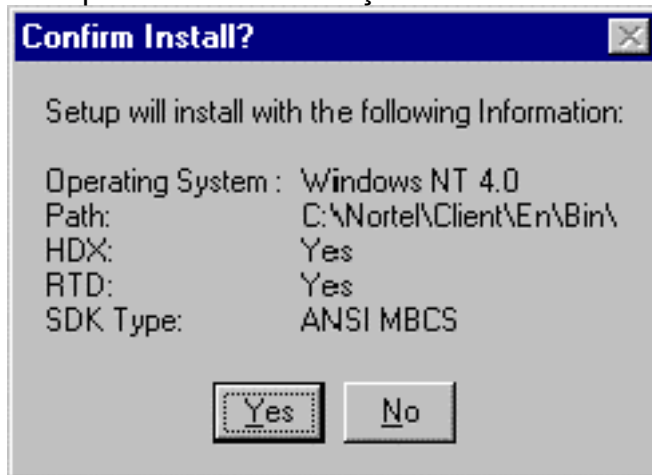 Confirm Install?
Setup will install with the following Information:
Operating System : Windows NT 4.0
Path: C:\Nortel\Client\En\Bin\
HDX: Yes
RTD: Yes
SDK Type: ANSI MBCS
Yes No